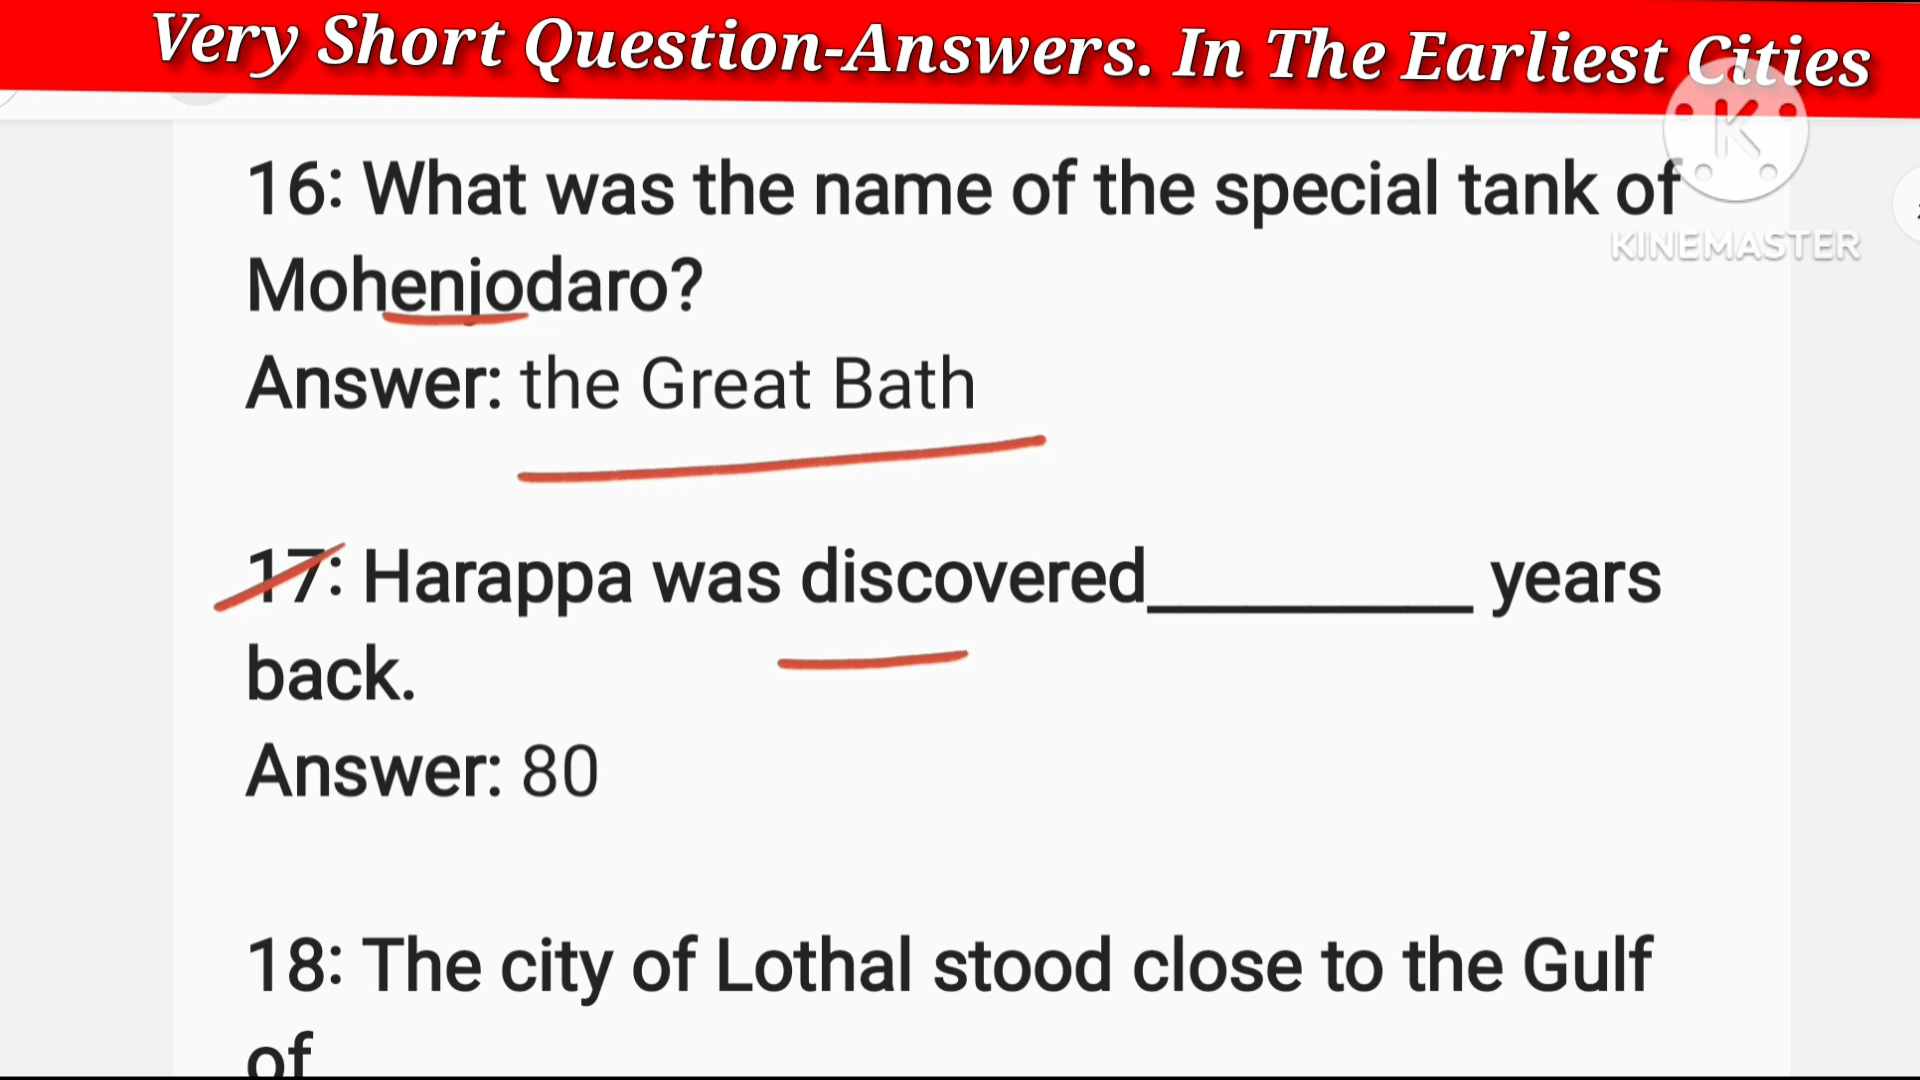 Very Short Question-Answers. In The Earliest Cities
K
KINEMASTER
16: What was the name of the special tank of
Mohenjodaro?
Answer: the Great Bath
17: Harappa was discovered__________ years
back.
Answer: 80
18: The city of Lothal stood close to the Gulf
of